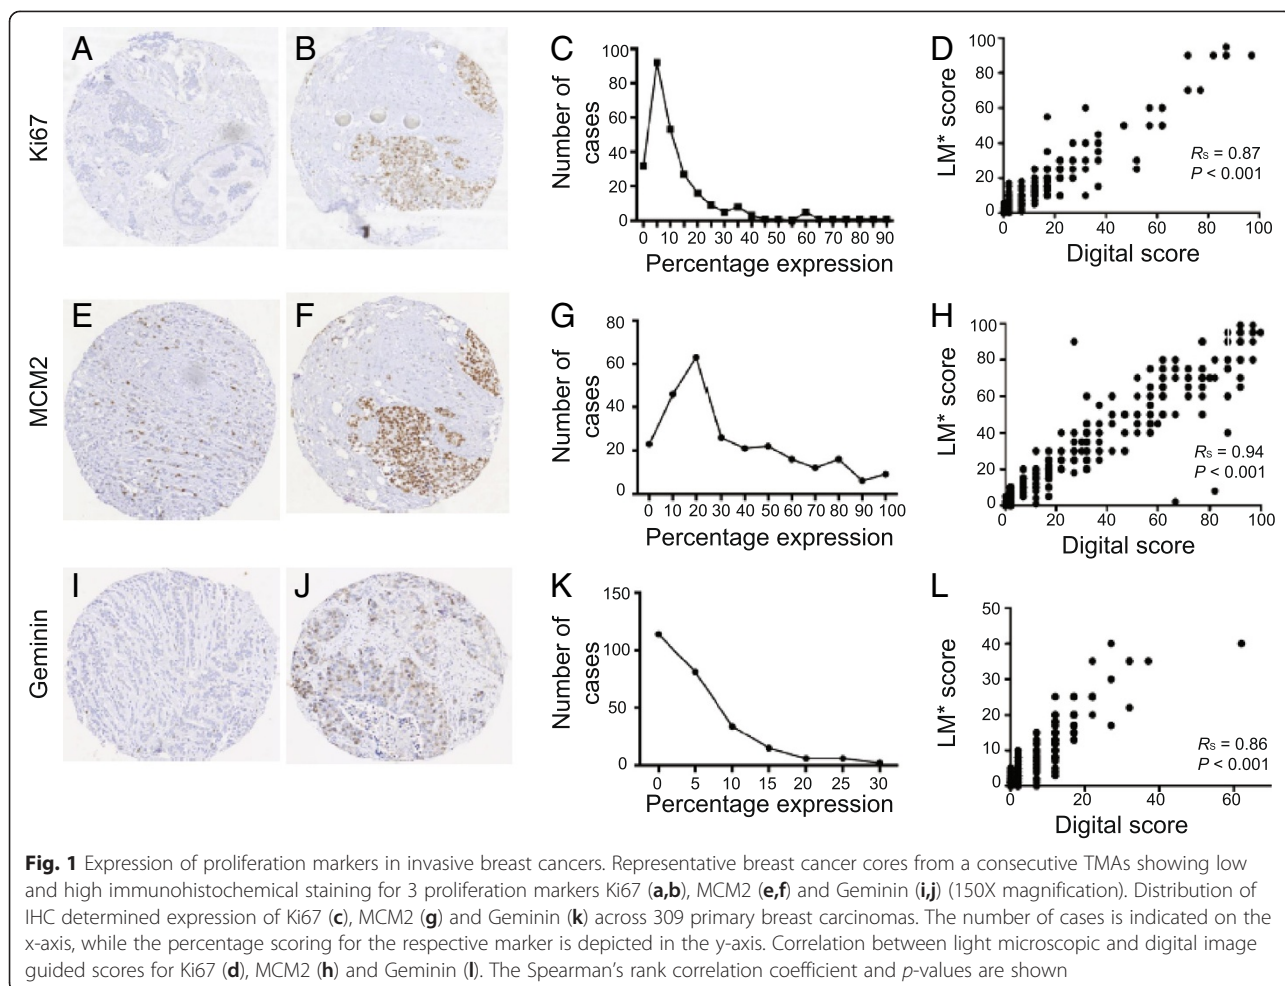 A
B
C
D
Ki67
Number of
cases
100
80
60
40
20
0
0 10 20 30 40 50 60 70 80 90
Percentage expression
LM* score
100
80
60
40
20
0
0 20 40 60 80 100
Digital score
Rs = 0.87
P < 0.001
E
F
G
H
MCM2
Number of
cases
80
60
40
20
0
0 10 20 30 40 50 60 70 80 90 100
Percentage expression
LM* score
100
80
60
40
20
0
0 20 40 60 80 100
Digital score
Rs = 0.94
P < 0.001
I
J
K
L
Geminin
Number of
cases
150
100
50
0
0 5 10 15 20 25 30
Percentage expression
LM* score
50
40
30
20
10
0
0 20 40 60
Digital score
Rs = 0.86
P < 0.001
Fig. 1 Expression of proliferation markers in invasive breast cancers. Representative breast cancer cores from a consecutive TMAs showing low
and high immunohistochemical staining for 3 proliferation markers Ki67 (a,b), MCM2 (e,f) and Geminin (i,j) (150X magnification). Distribution of
IHC determined expression of Ki67 (c), MCM2 (g) and Geminin (k) across 309 primary breast carcinomas. The number of cases is indicated on the
x-axis, while the percentage scoring for the respective marker is depicted in the y-axis. Correlation between light microscopic and digital image
guided scores for Ki67 (d), MCM2 (h) and Geminin (l). The Spearman's rank correlation coefficient and p-values are shown